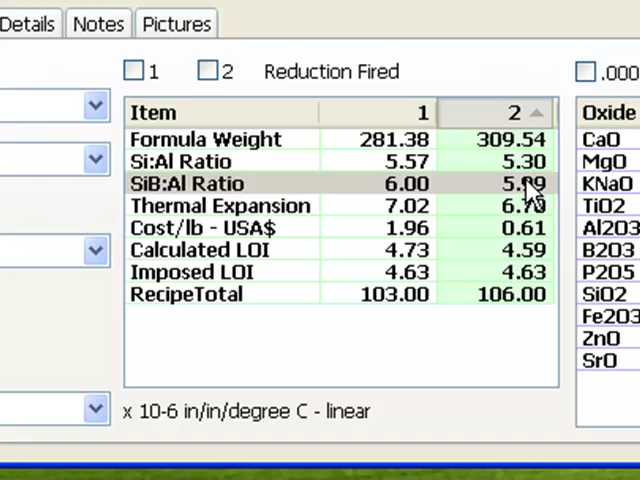 Details Notes Pictures
1 2 Reduction Fired .000
Item 1 2
Formula Weight 281.38 309.54
Si:Al Ratio 5.57 5.30
SiB:Al Ratio 6.00
Thermal Expansion 7.02
Cost/lb - USA$ 1.96 0.61
Calculated LOI 4.73 4.59
Imposed LOI 4.63 4.63
RecipeTotal 103.00 106.00
x 10-6 in/in/degree C - linear
Oxide
CaO
MgO
KNaO
TiO2
Al2O3
B2O3
P2O5
SiO2
Fe2O3
ZnO
SrO